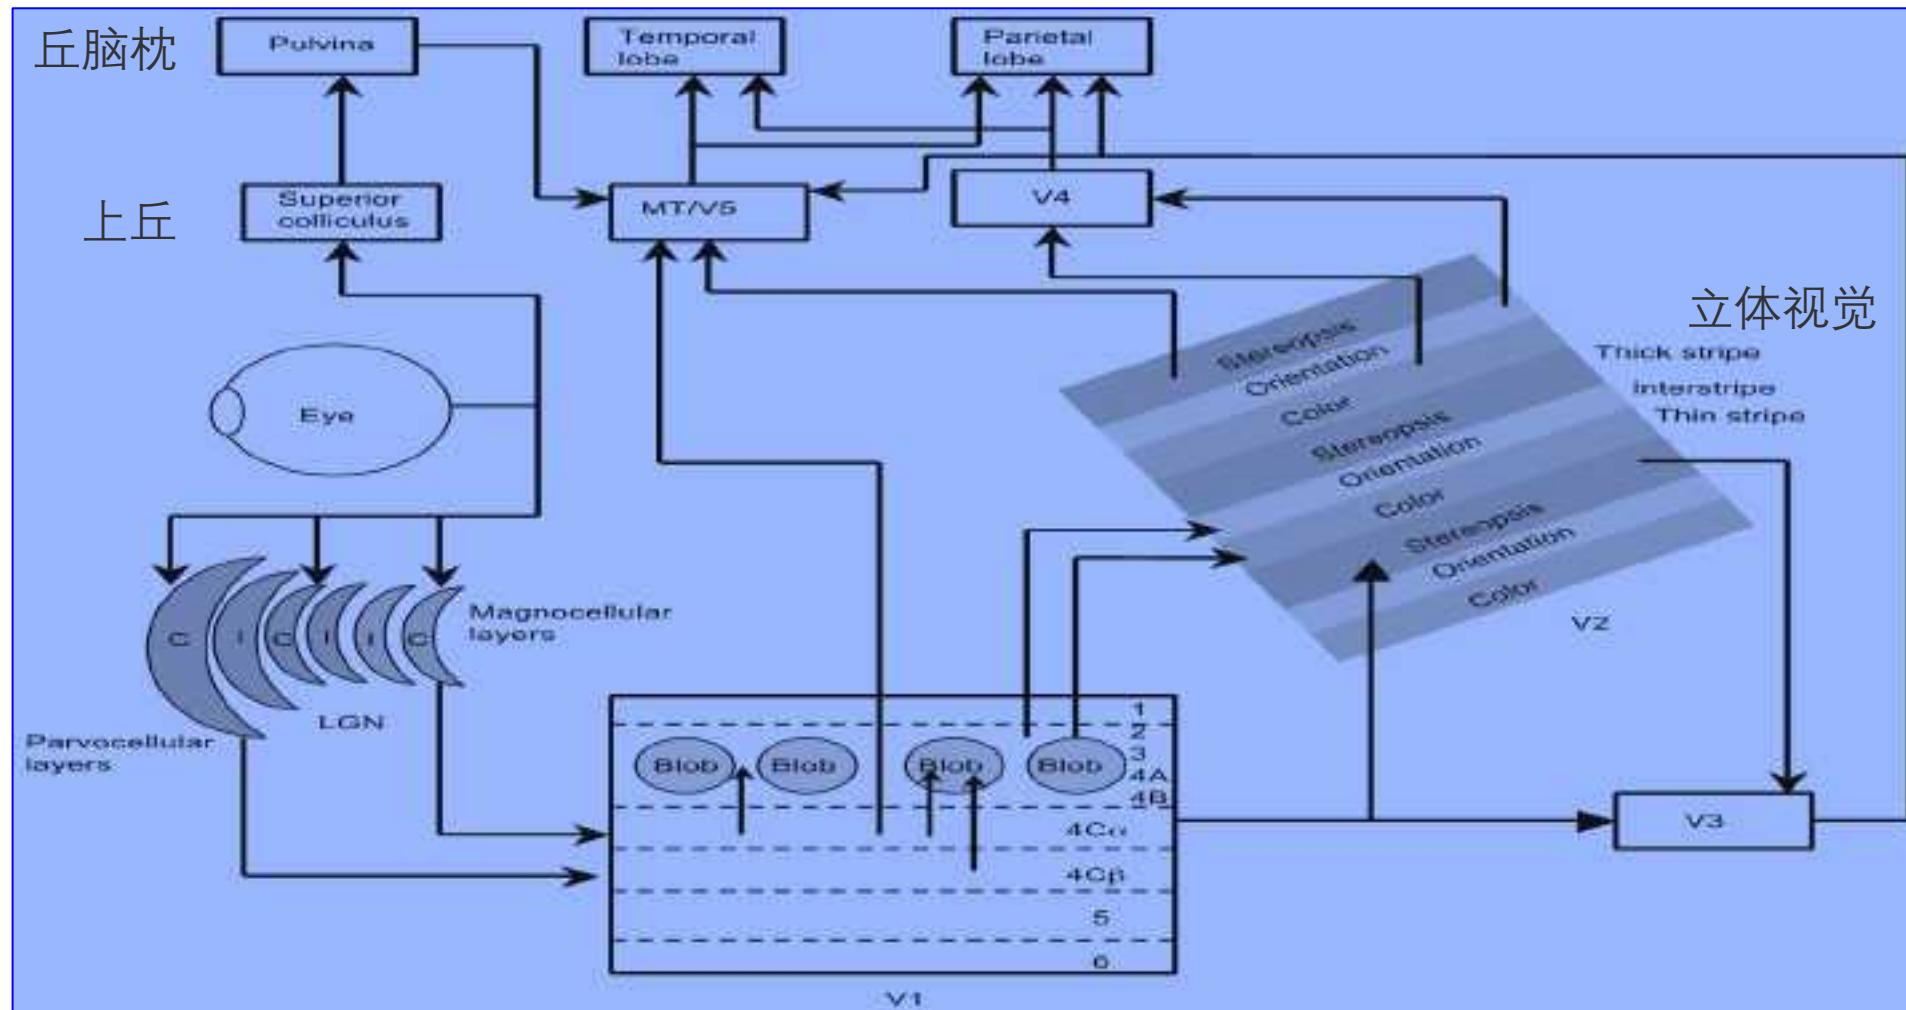 丘脑枕
Pulvina
Temporal
lobe
Parietal
lobe
上丘
Superior
colliculus
MT/V5
V4
立体视觉
Thick stripe
Interstripe
Thin stripe
Stereopsis
Orientation
Color
Stereopsis
Orientation
Color
Stereopsis
Orientation
Color
V2
Eye
C
I
C
I
I
C
Magnocellular
layers
LGN
Parvocellular
layers
1
2
3
4A
4B
Blob
Blob
Blob
Blob
4Cα
4Cβ
5
6
V1
V3